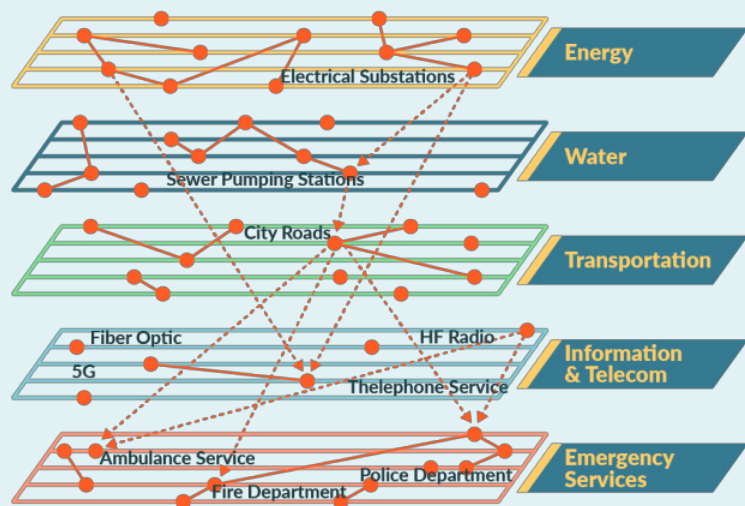 Electrical Substations
Energy
Water
Sewer Pumping Stations
City Roads
Transportation
Fiber Optic
HF Radio
5G
Thelephone Service
Information
& Telecom
Ambulance Service
Police Department
Fire Department
Emergency
Services